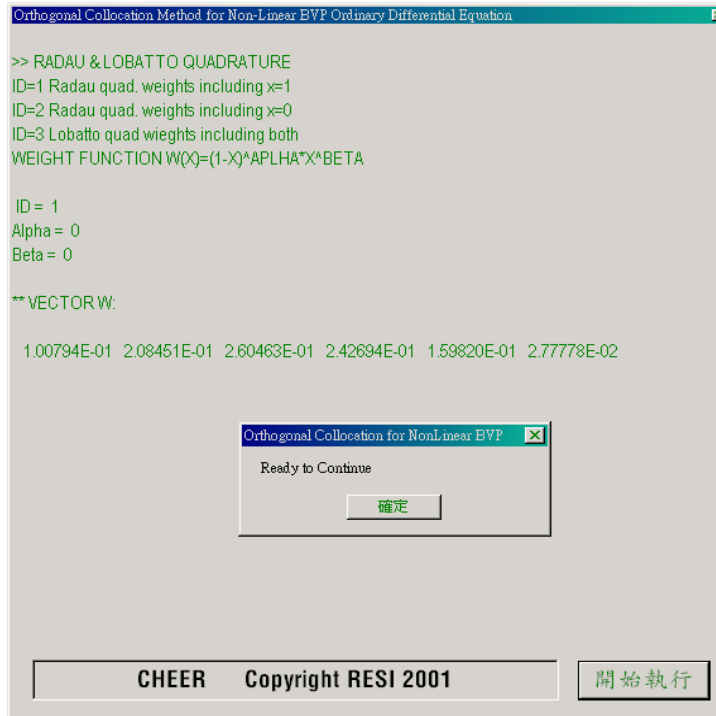 Orthogonal Collocation Method for Non-Linear BVP Ordinary Differential Equation
>> RADAU & LOBATTO QUADRATURE
ID=1 Radau quad. weights including x=1
ID=2 Radau quad. weights including x=0
ID=3 Lobatto quad wieghts including both
WEIGHT FUNCTION W(X)=(1-X)^APLHA*X^BETA
ID = 1
Alpha = 0
Beta = 0
** VECTOR W:
1.00794E-01 2.08451E-01 2.60463E-01 2.42694E-01 1.59820E-01 2.77778E-02
Orthogonal Collocation for NonLinear BVP
Ready to Continue
確定
CHEER Copyright RESI 2001
開始執行